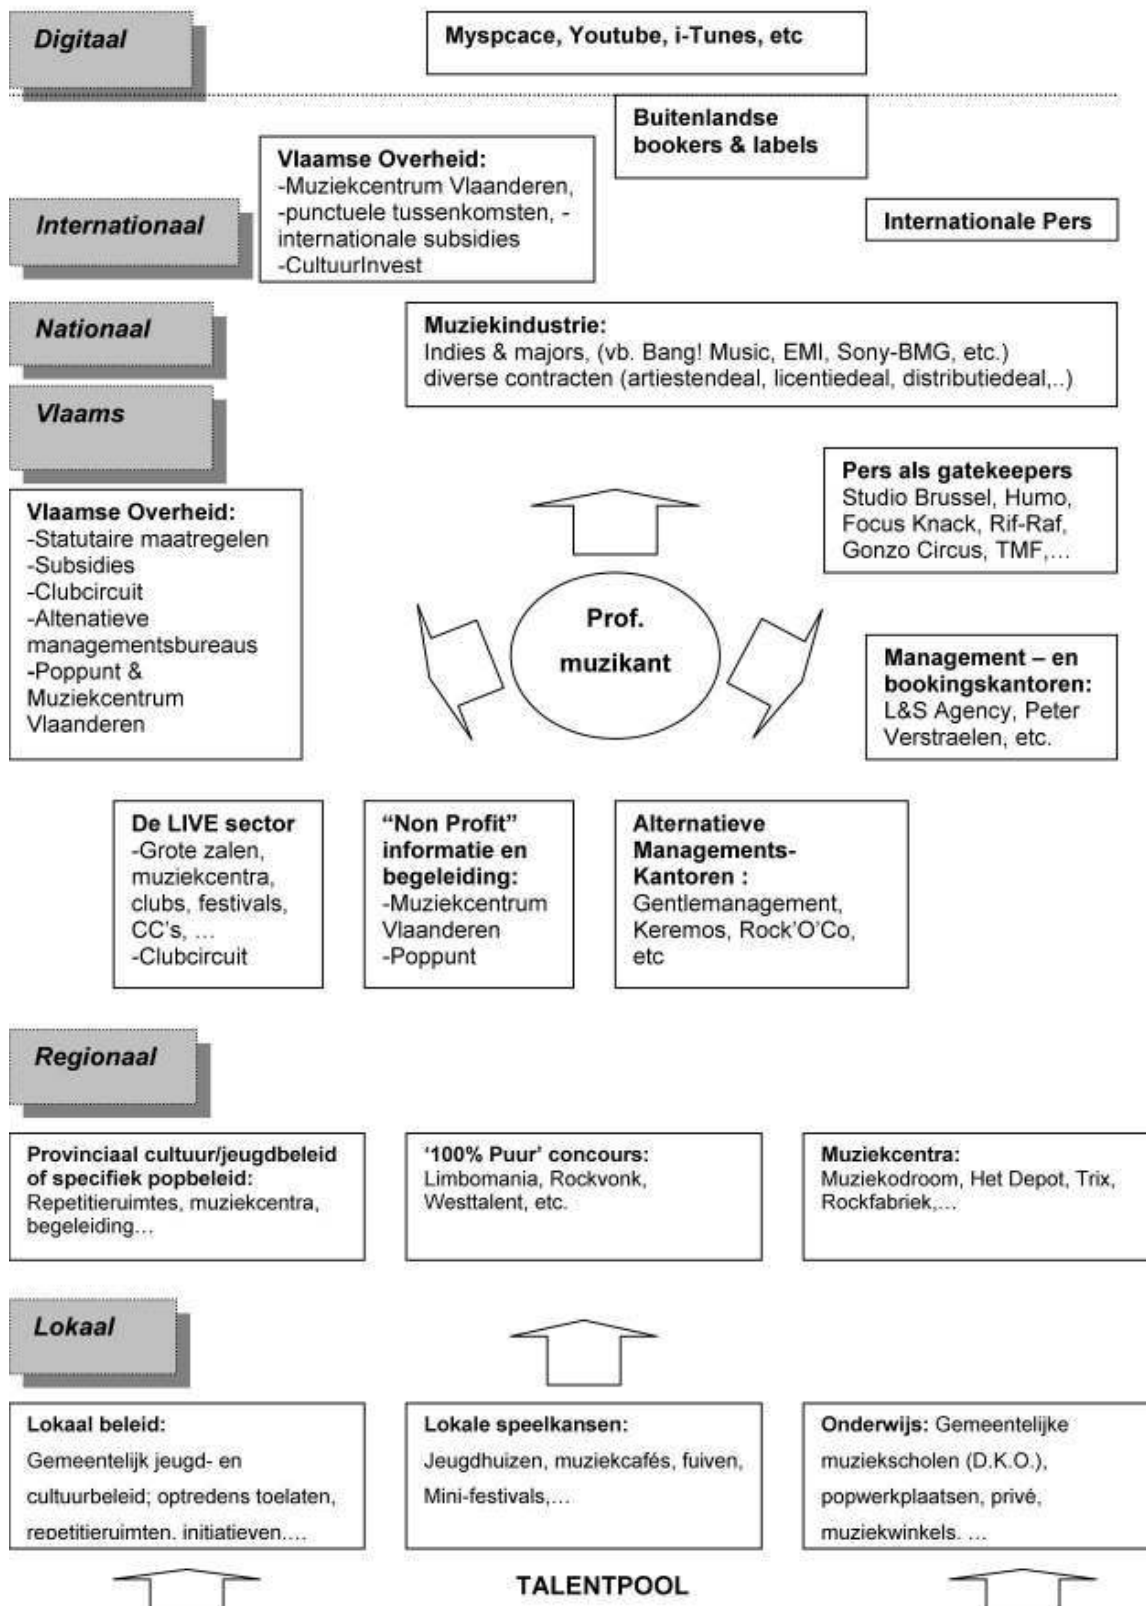 Digitaal
Myspcace, Youtube, i-Tunes, etc
Buitenlandse
bookers & labels
Vlaamse Overheid:
-Muziekcentrum Vlaanderen,
-punctuele tussenkomsten, -
internationale subsidies
-CultuurInvest
Internationaal
Internationale Pers
Nationaal
Muziekindustrie:
Indies & majors, (vb. Bang! Music, EMI, Sony-BMG, etc.)
diverse contracten (artiestendeal, licentiedeal, distributiedeal,..)
Vlaams
Pers als gatekeepers
Studio Brussel, Humo,
Focus Knack, Rif-Raf,
Gonzo Circus, TMF,…
Vlaamse Overheid:
-Statutaire maatregelen
-Subsidies
-Clubcircuit
-Altenatieve
managementsbureaus
-Poppunt &
Muziekcentrum
Vlaanderen
Prof.
muzikant
Management – en
bookingskantoren:
L&S Agency, Peter
Verstraelen, etc.
De LIVE sector
-Grote zalen,
muziekcentra,
clubs, festivals,
CC's, …
-Clubcircuit
“Non Profit”
informatie en
begeleiding:
-Muziekcentrum
Vlaanderen
-Poppunt
Alternatieve
Managements-
Kantoren :
Gentlemanagement,
Keremos, Rock'O'Co,
etc
Regionaal
Provinciaal cultuur/jeugdbeleid
of specifiek popbeleid:
Repetitieruimtes, muziekcentra,
begeleiding…
‘100% Puur’ concours:
Limbomania, Rockvonk,
Westtalent, etc.
Muziekcentra:
Muziekodroom, Het Depot, Trix,
Rockfabriek,…
Lokaal
Lokaal beleid:
Gemeentelijk jeugd- en
cultuurbeleid; optredens toelaten,
repetitieruimten, initiatieven,…
Lokale speelkansen:
Jeugdhuizen, muziekcafés, fuiven,
Mini-festivals,…
Onderwijs: Gemeentelijke
muziekscholen (D.K.O.),
popwerkplaatsen, privé,
muziekwinkels, …
TALENTPOOL